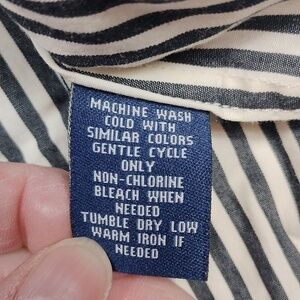 MACHINE WASH
COLD WITH
SIMILAR COLORS
GENTLE CYCLE
ONLY
NON-CHLORINE
BLEACH WHEN
NEEDED
TUMBLE DRY LOW
WARM IRON IF
NEEDED